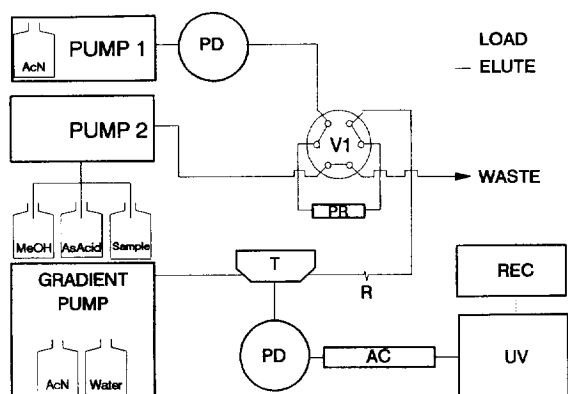 PUMP 1
AcN
PD
LOAD
— ELUTE
PUMP 2
V1
WASTE
PR
MeOH
AsAcid
Sample
GRADIENT
PUMP
T
R
REC
AcN
Water
PD
AC
UV